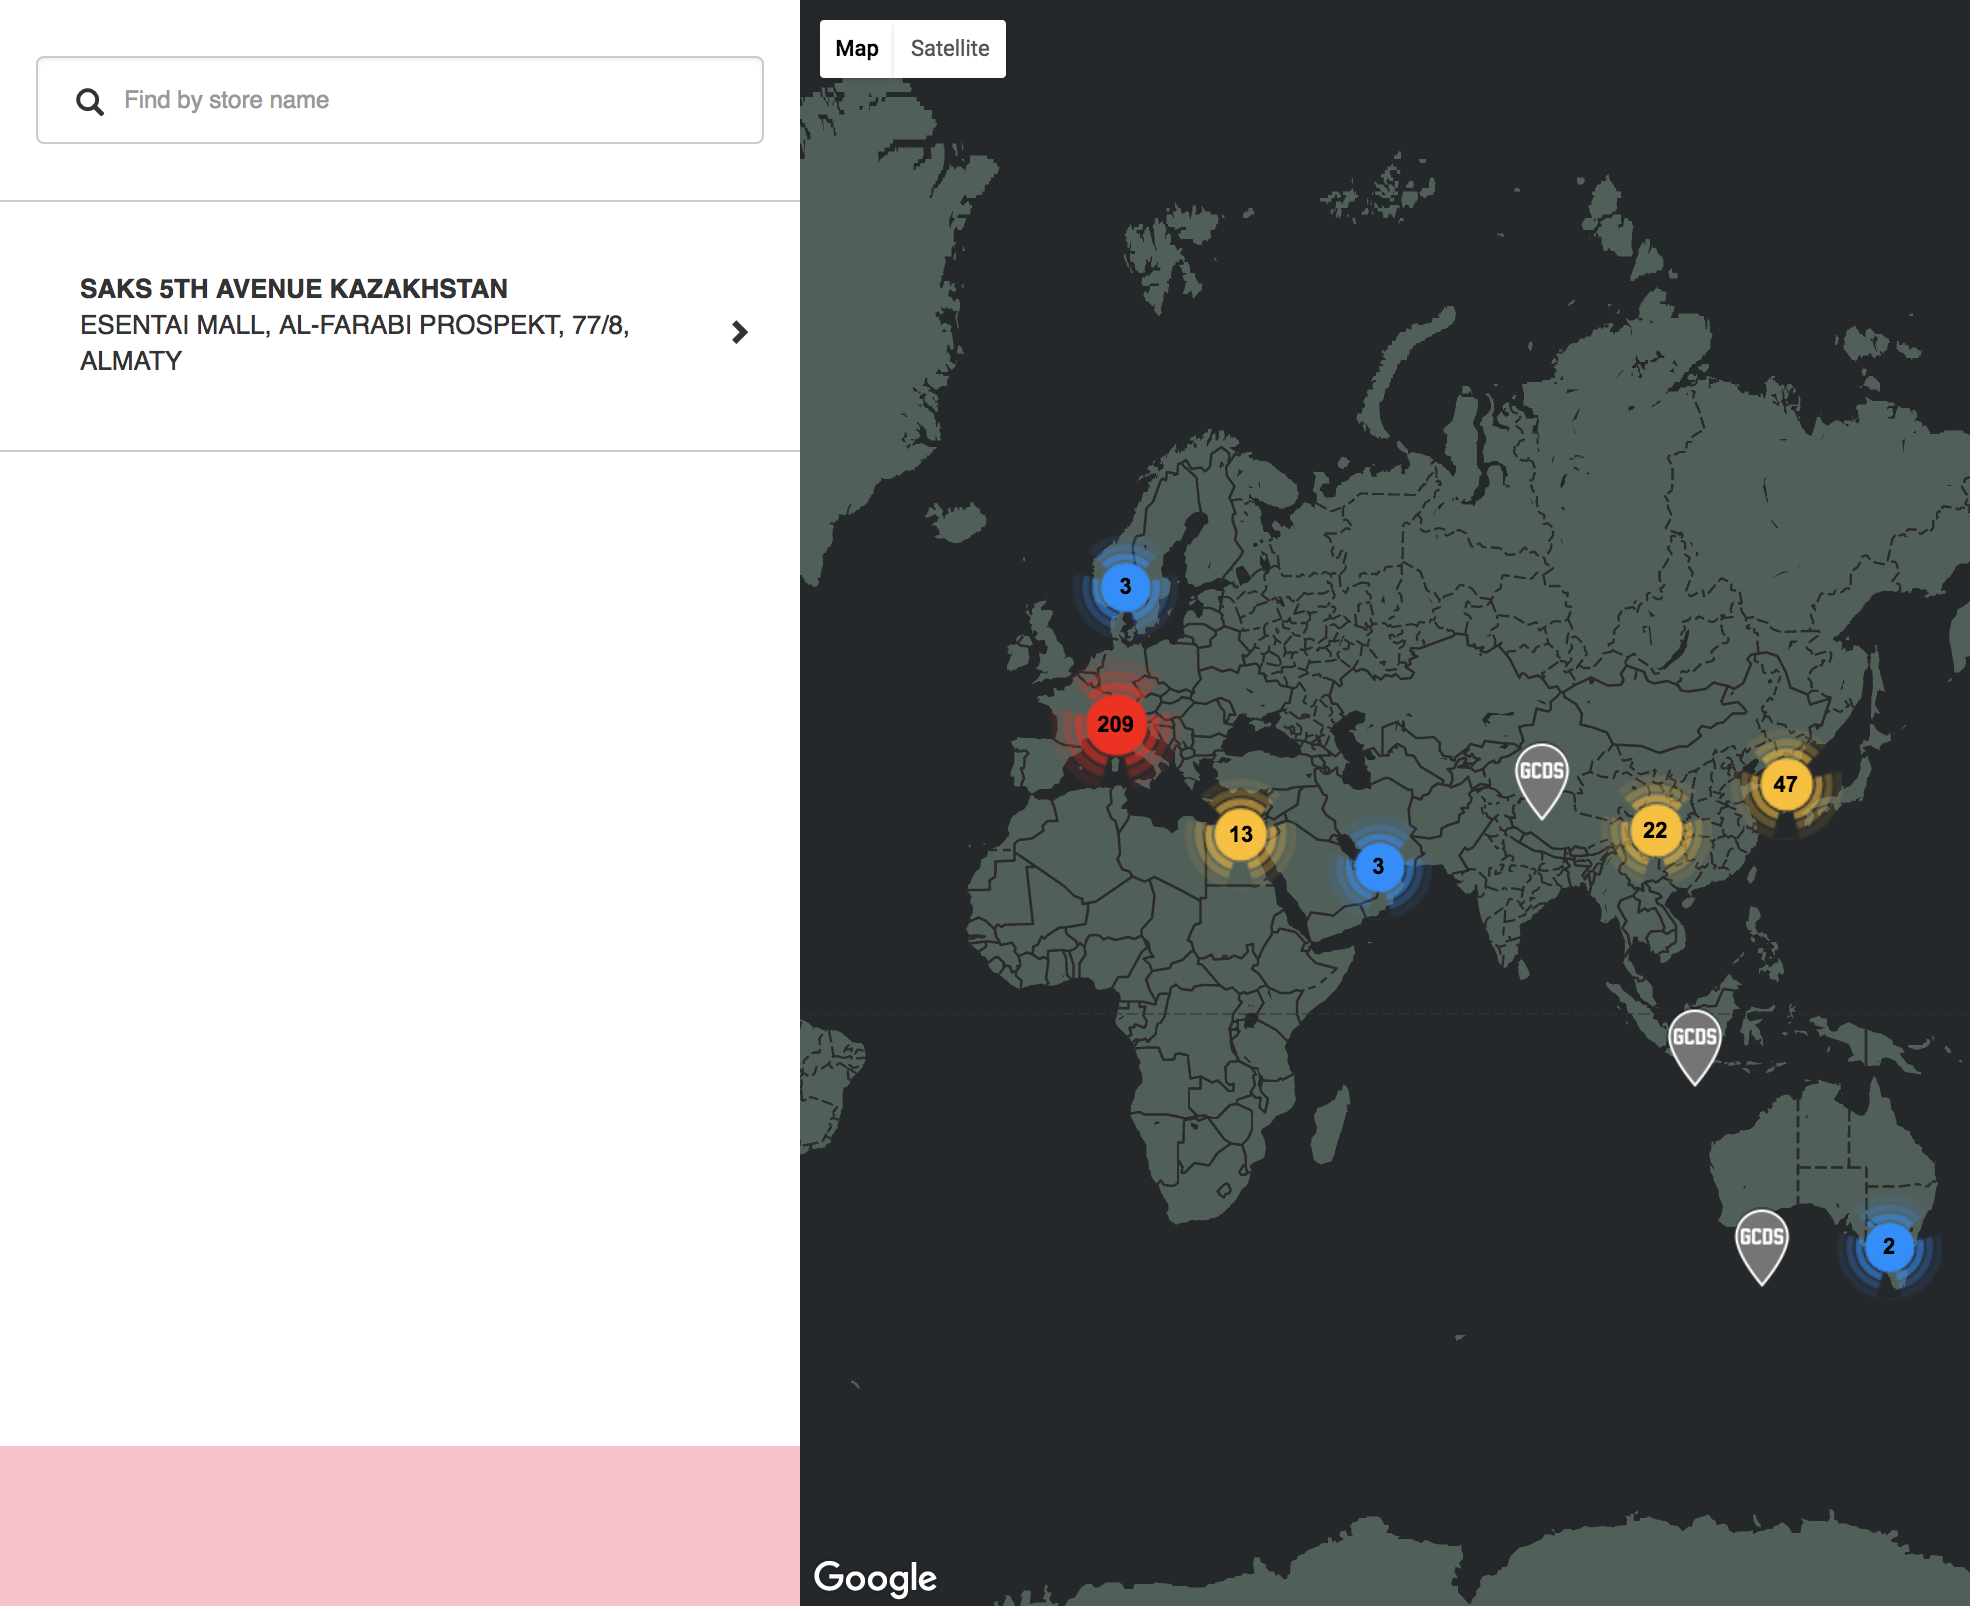 Find by store name
SAKS 5TH AVENUE KAZAKHSTAN
ESENTAI MALL, AL-FARABI PROSPEKT, 77/8,
ALMATY
Map
Satellite
3
209
GCDS
47
22
13
3
GCDS
GCDS
2
Google